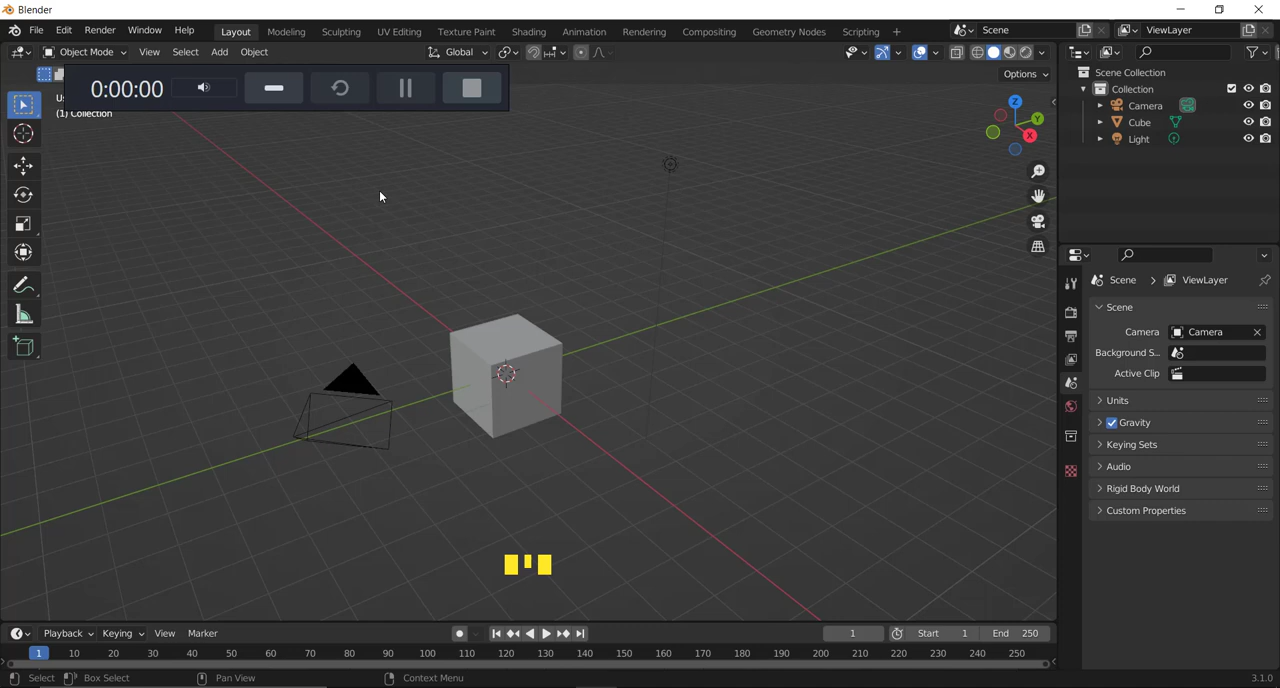 Blender
File Edit Render Window Help Layout Modeling Sculpting UV Editing Texture Paint Shading Animation Rendering Compositing Geometry Nodes Scripting + Scene ViewLayer
Object Mode View Select Add Object Global
Options
0:00:00
(1) Collection
Z
Y
X
Scene Collection
Collection
Camera
Cube
Light
Scene > ViewLayer
Scene
Camera Camera
Background S...
Active Clip
Units
Gravity
Keying Sets
Audio
Rigid Body World
Custom Properties
Playback Keying View Marker 1 Start 1 End 250
1 10 20 30 40 50 60 70 80 90 100 110 120 130 140 150 160 170 180 190 200 210 220 230 240 250
Select Box Select Pan View Context Menu 3.1.0